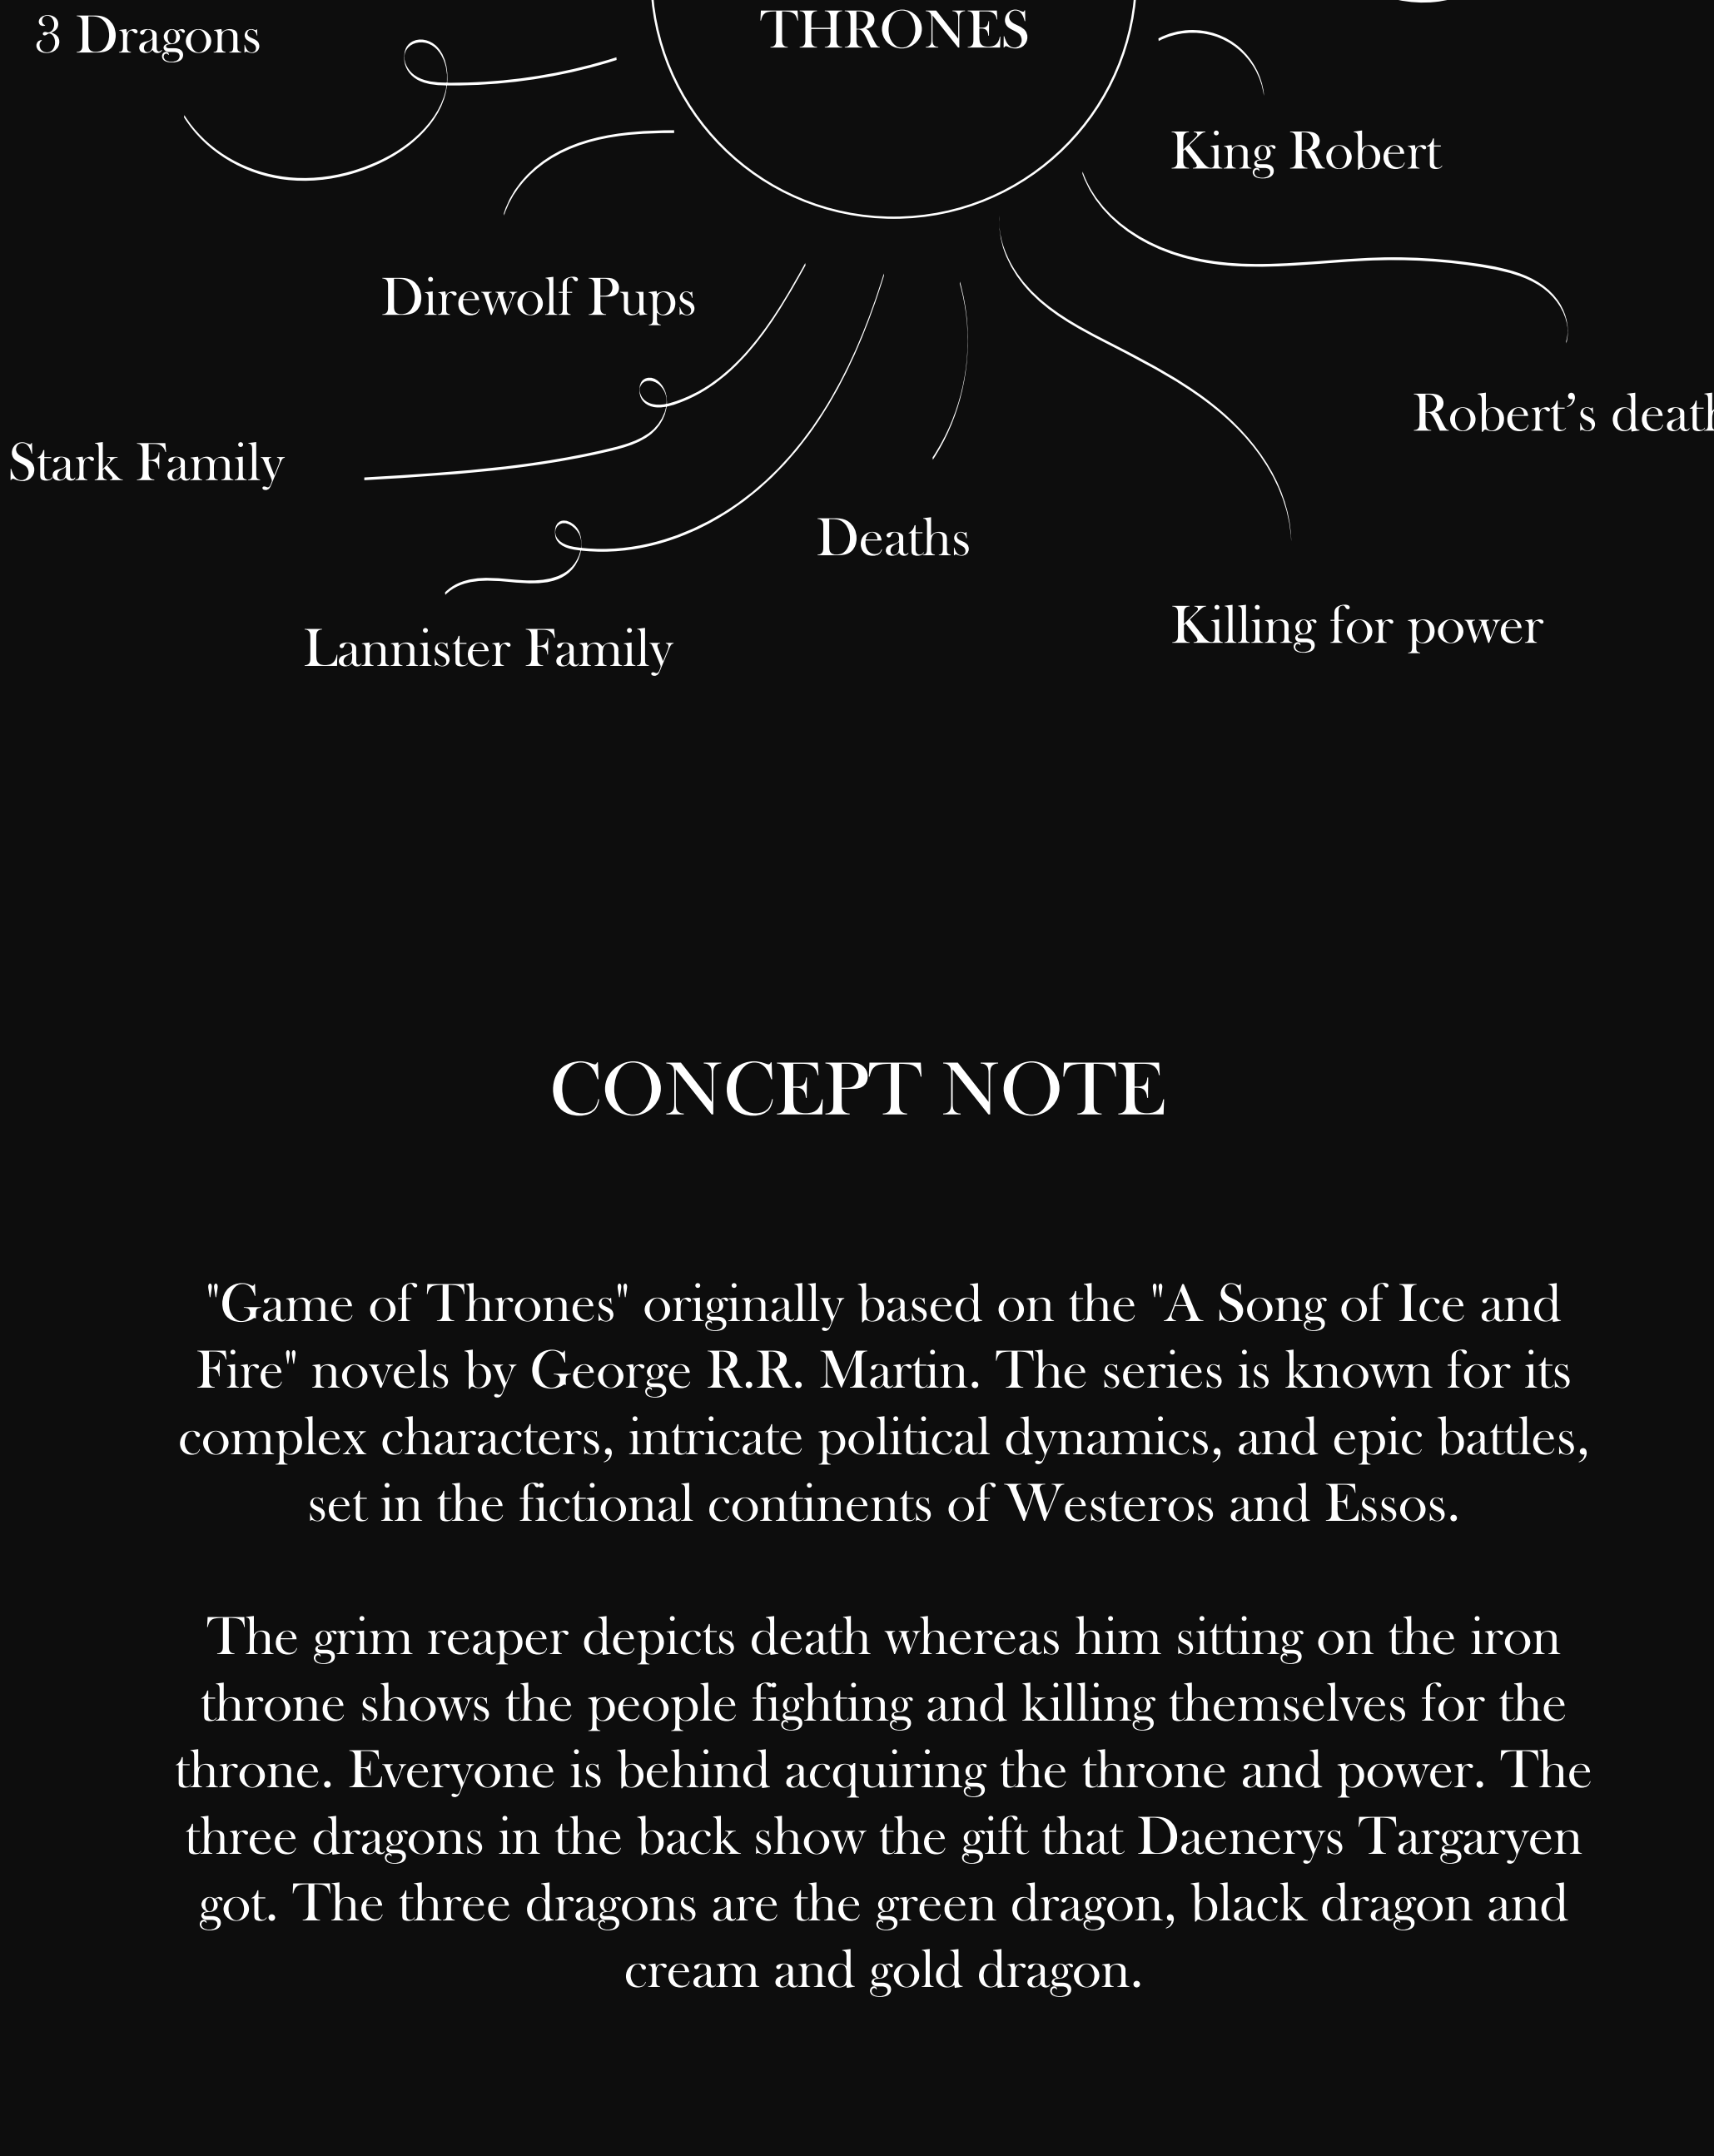 THRONES
3 Dragons
King Robert
Direwolf Pups
Robert’s death
Stark Family
Deaths
Killing for power
Lannister Family
CONCEPT NOTE
"Game of Thrones" originally based on the "A Song of Ice and
Fire" novels by George R.R. Martin. The series is known for its
complex characters, intricate political dynamics, and epic battles,
set in the fictional continents of Westeros and Essos.
The grim reaper depicts death whereas him sitting on the iron
throne shows the people fighting and killing themselves for the
throne. Everyone is behind acquiring the throne and power. The
three dragons in the back show the gift that Daenerys Targaryen
got. The three dragons are the green dragon, black dragon and
cream and gold dragon.